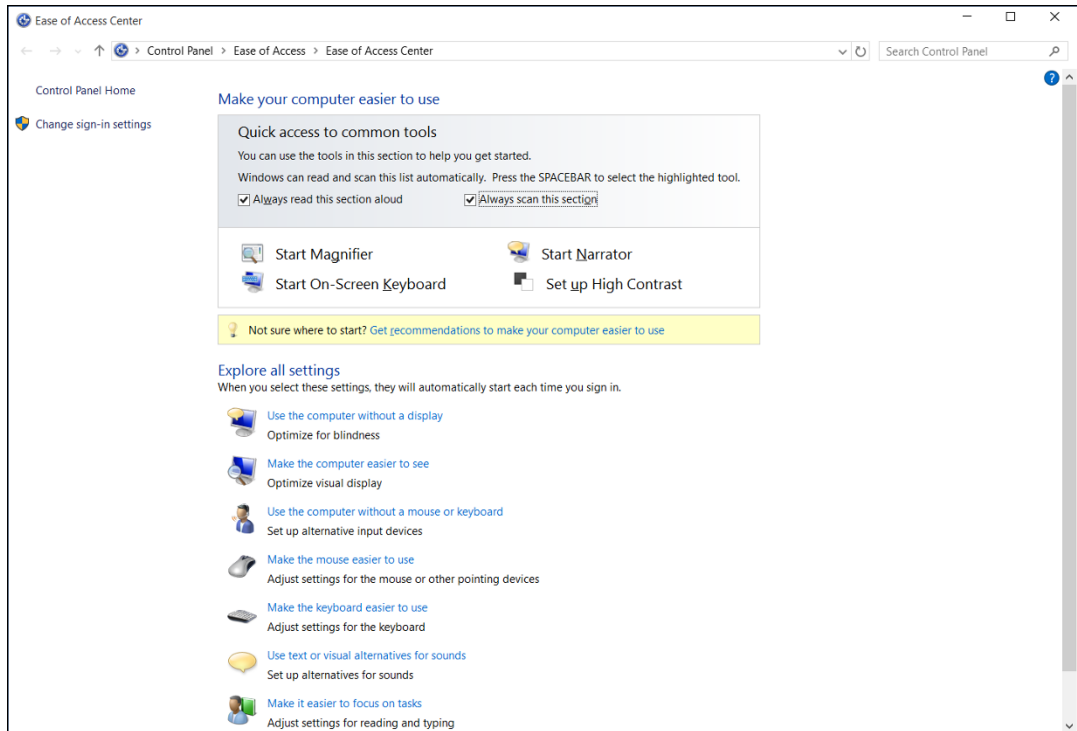 Ease of Access Center
Control Panel > Ease of Access > Ease of Access Center
Search Control Panel
Control Panel Home
Change sign-in settings
?
Make your computer easier to use
Quick access to common tools
You can use the tools in this section to help you get started.
Windows can read and scan this list automatically. Press the SPACEBAR to select the highlighted tool.
Always read this section aloud
Always scan this section
Start Magnifier
Start Narrator
Start On-Screen Keyboard
Set up High Contrast
Not sure where to start? Get recommendations to make your computer easier to use
Explore all settings
When you select these settings, they will automatically start each time you sign in.
Use the computer without a display
Optimize for blindness
Make the computer easier to see
Optimize visual display
Use the computer without a mouse or keyboard
Set up alternative input devices
Make the mouse easier to use
Adjust settings for the mouse or other pointing devices
Make the keyboard easier to use
Adjust settings for the keyboard
Use text or visual alternatives for sounds
Set up alternatives for sounds
Make it easier to focus on tasks
Adjust settings for reading and typing